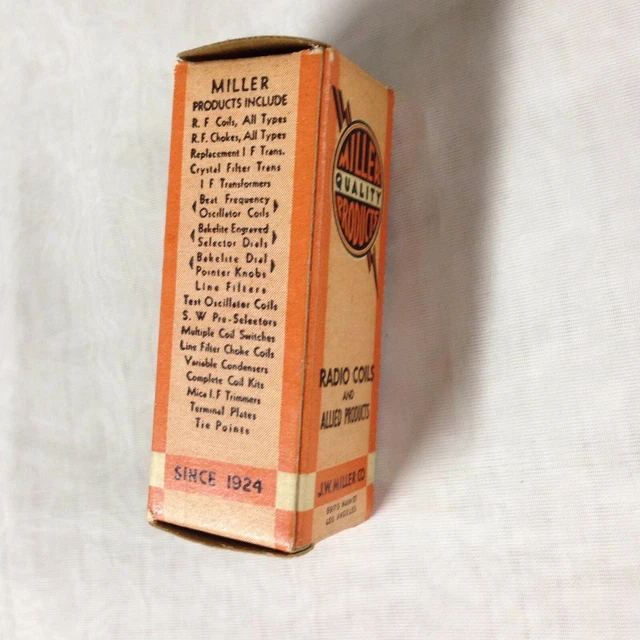 MILLER
PRODUCTS INCLUDE
R. F Coils, All Types
R. F. Chokes, All Types
Replacement I F Trans.
Crystal Filter Trans
I F Transformers
Beat Frequency
Oscillator Coils
Bakelite Engraved
Selector Dials
Bakelite Dial
Pointer Knobs
Line Filters
Test Oscillator Coils
S. W Pre-Selectors
Multiple Coil Switches
Line Filter Choke Coils
Variable Condensers
Complete Coil Kits
Mica I. F Trimmers
Terminal Plates
Tie Points
SINCE 1924
MILLER
QUALITY
PRODUCTS
RADIO COILS
AND
ALLIED PRODUCTS
J.W. MILLER CO
LOS ANGELES